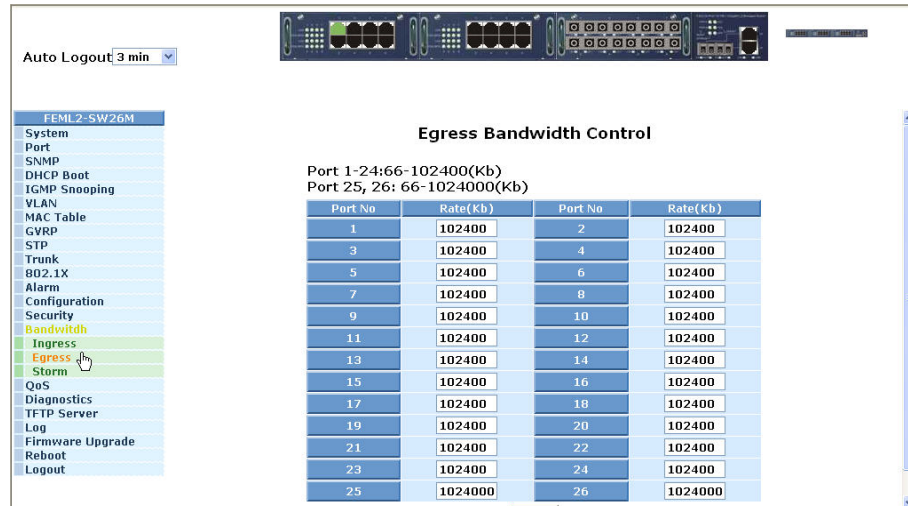 Auto Logout 3 min
FEML2-SW26M
System
Port
SNMP
DHCP Boot
IGMP Snooping
VLAN
MAC Table
GVRP
STP
Trunk
802.1X
Alarm
Configuration
Security
Bandwitdh
Ingress
Egress
Storm
QoS
Diagnostics
TFTP Server
Log
Firmware Upgrade
Reboot
Logout
Egress Bandwidth Control
Port 1-24:66-102400(Kb)
Port 25, 26: 66-1024000(Kb)
Port No Rate(Kb) Port No Rate(Kb)
1 102400 2 102400
3 102400 4 102400
5 102400 6 102400
7 102400 8 102400
9 102400 10 102400
11 102400 12 102400
13 102400 14 102400
15 102400 16 102400
17 102400 18 102400
19 102400 20 102400
21 102400 22 102400
23 102400 24 102400
25 1024000 26 1024000